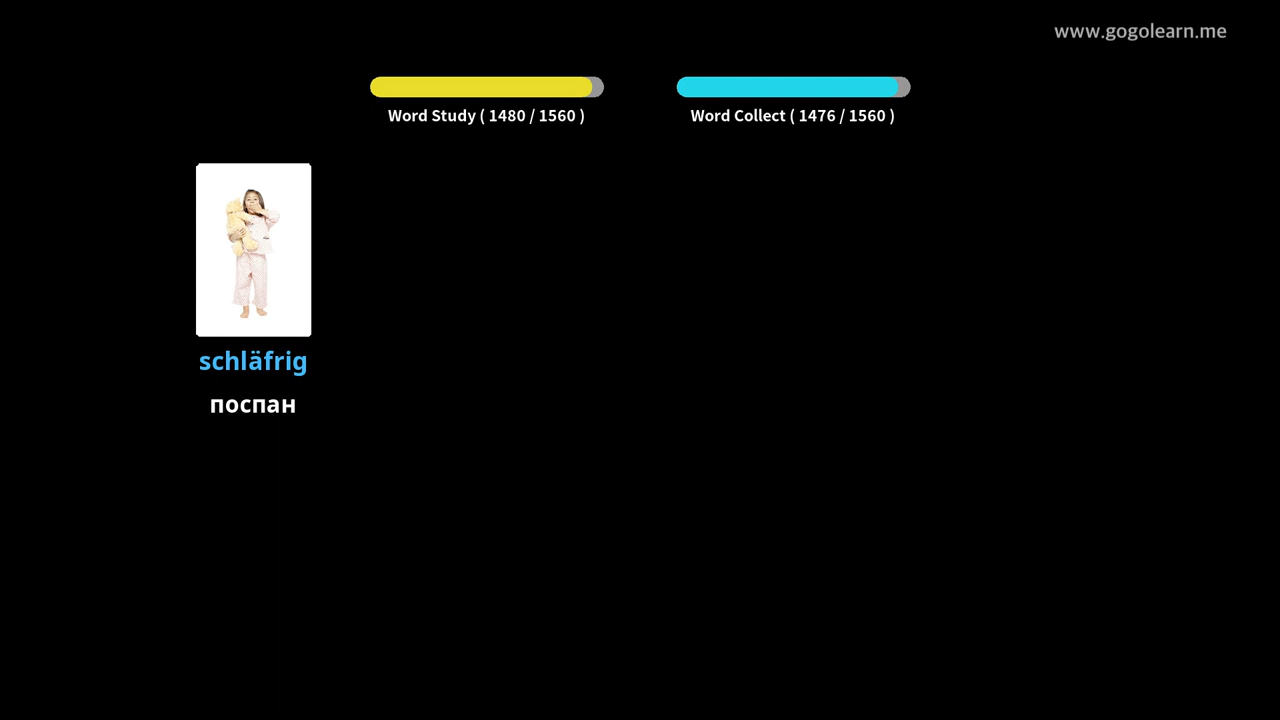 www.gogolearn.me
Word Study ( 1480 / 1560 )
Word Collect ( 1476 / 1560 )
schläfrig
поспан